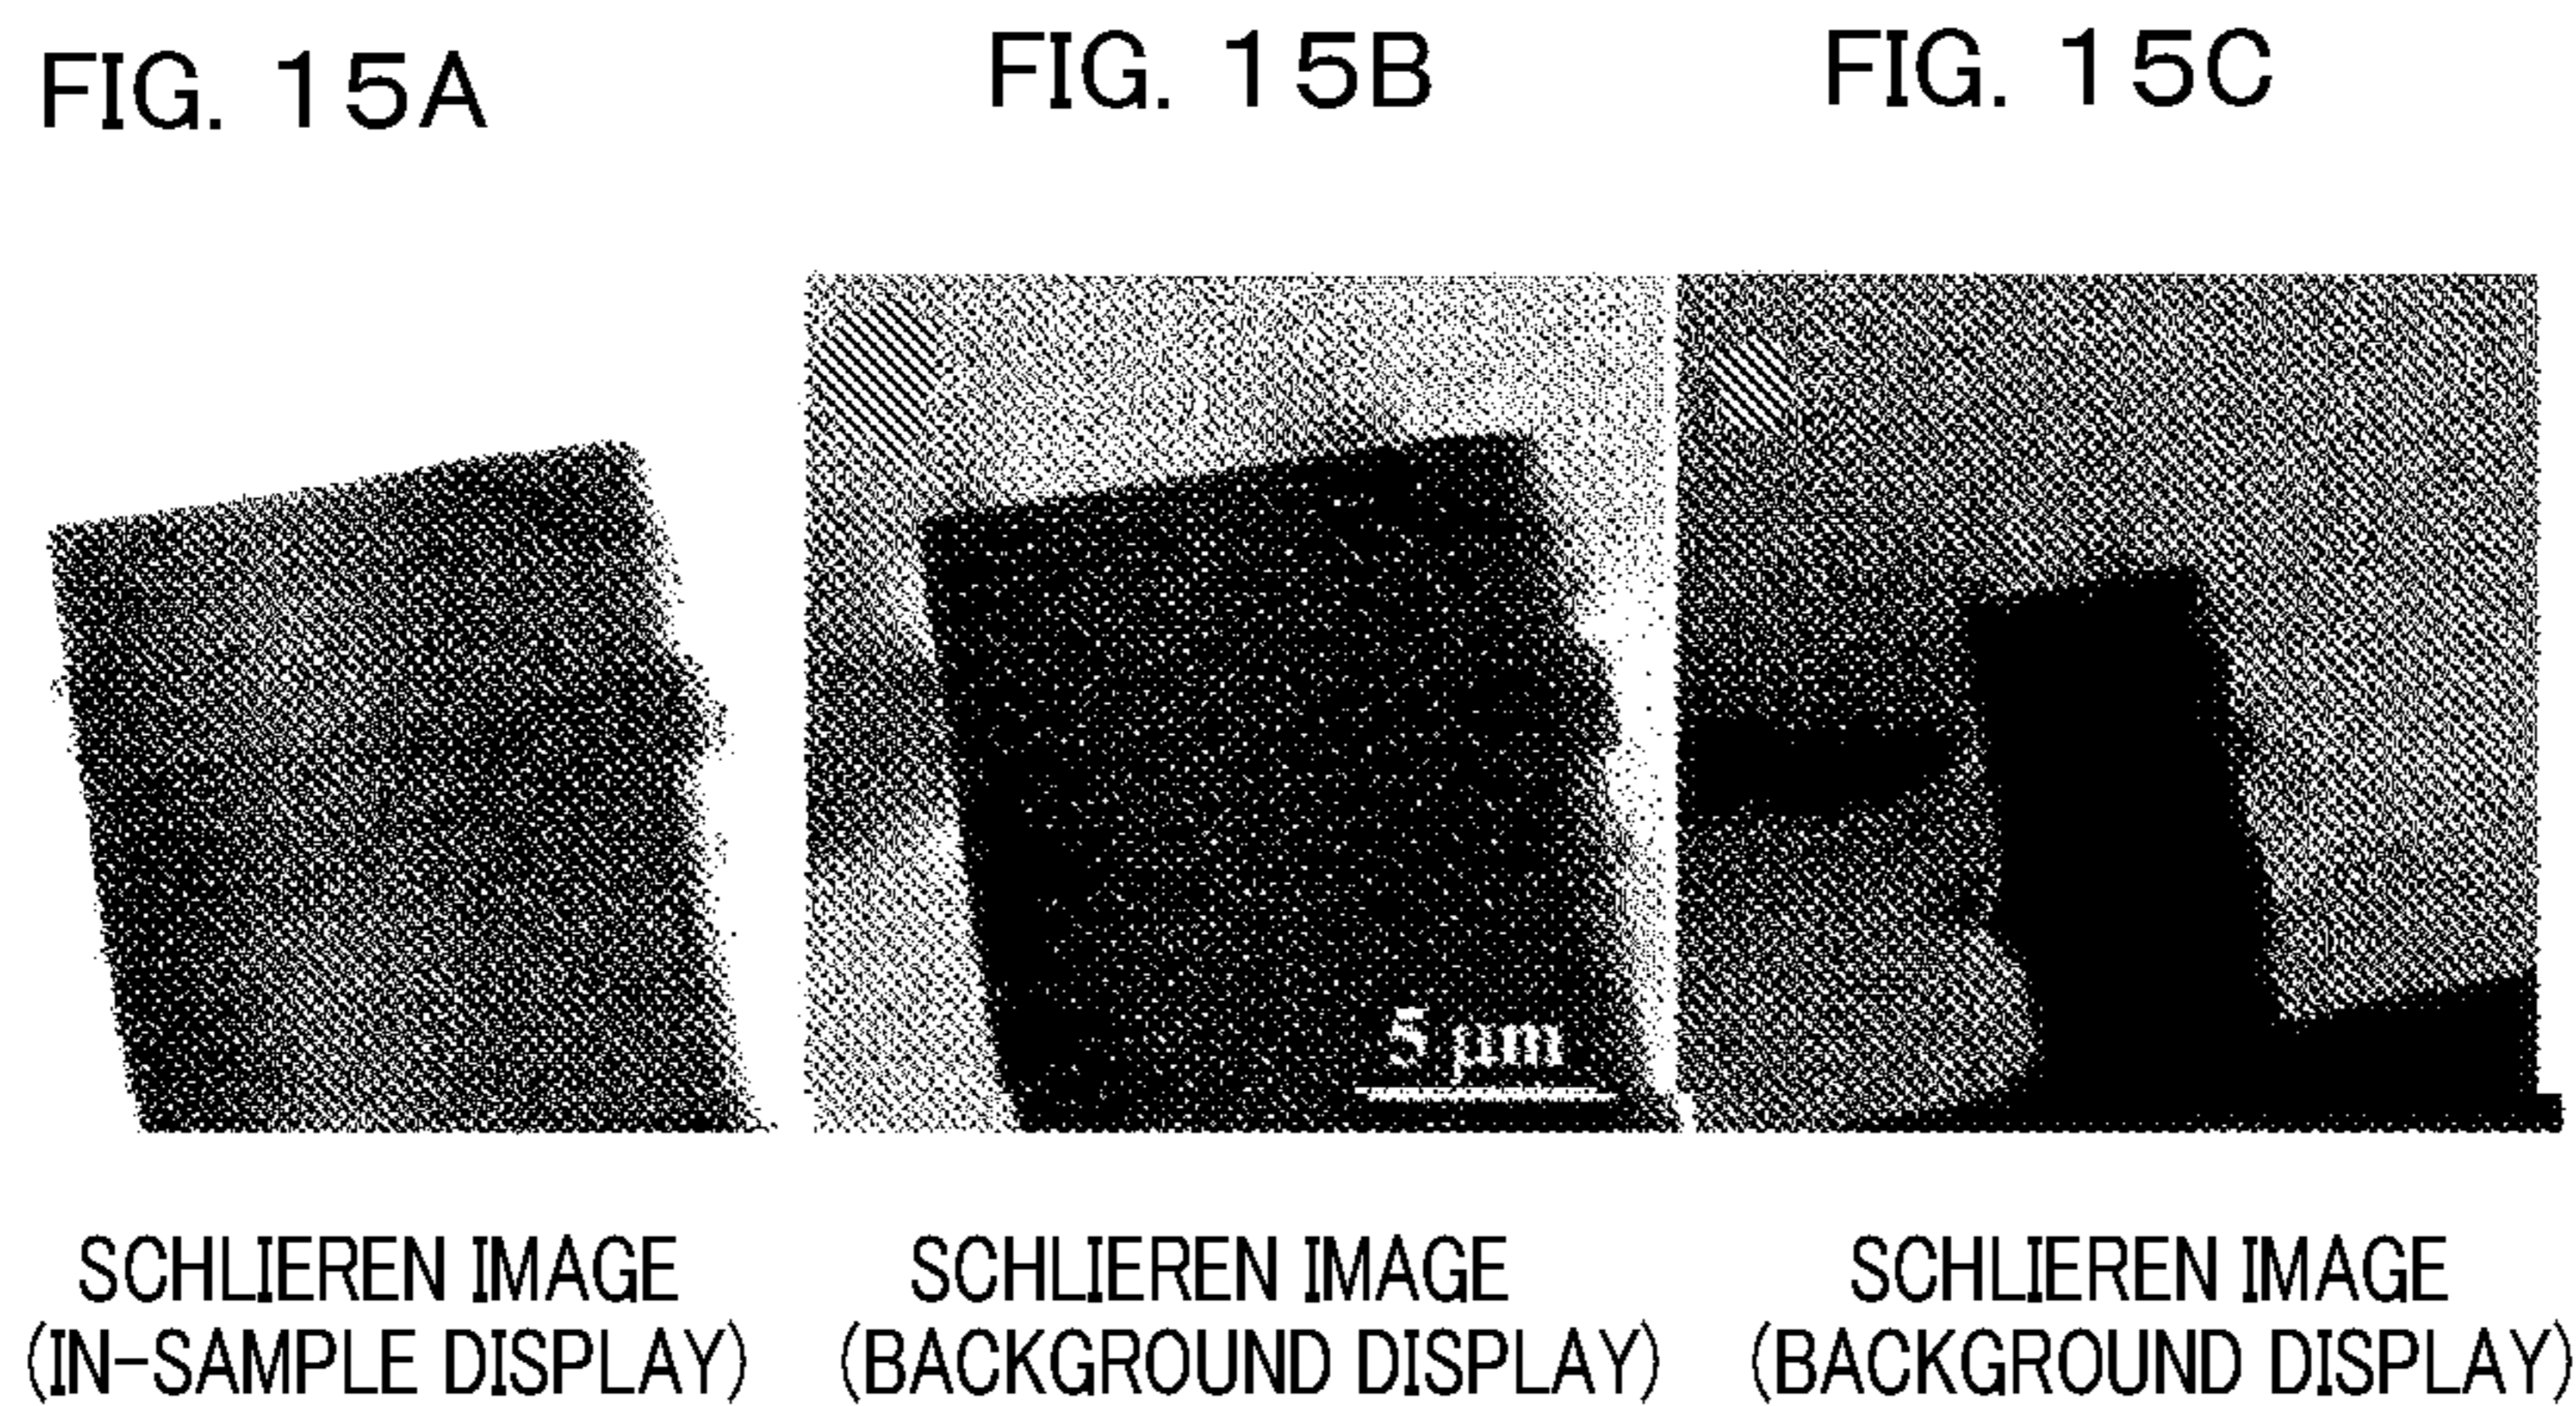 FIG. 15A
FIG. 15B
FIG. 15C
5 µm
SCHLIEREN IMAGE
(IN-SAMPLE DISPLAY)
SCHLIEREN IMAGE
(BACKGROUND DISPLAY)
SCHLIEREN IMAGE
(BACKGROUND DISPLAY)